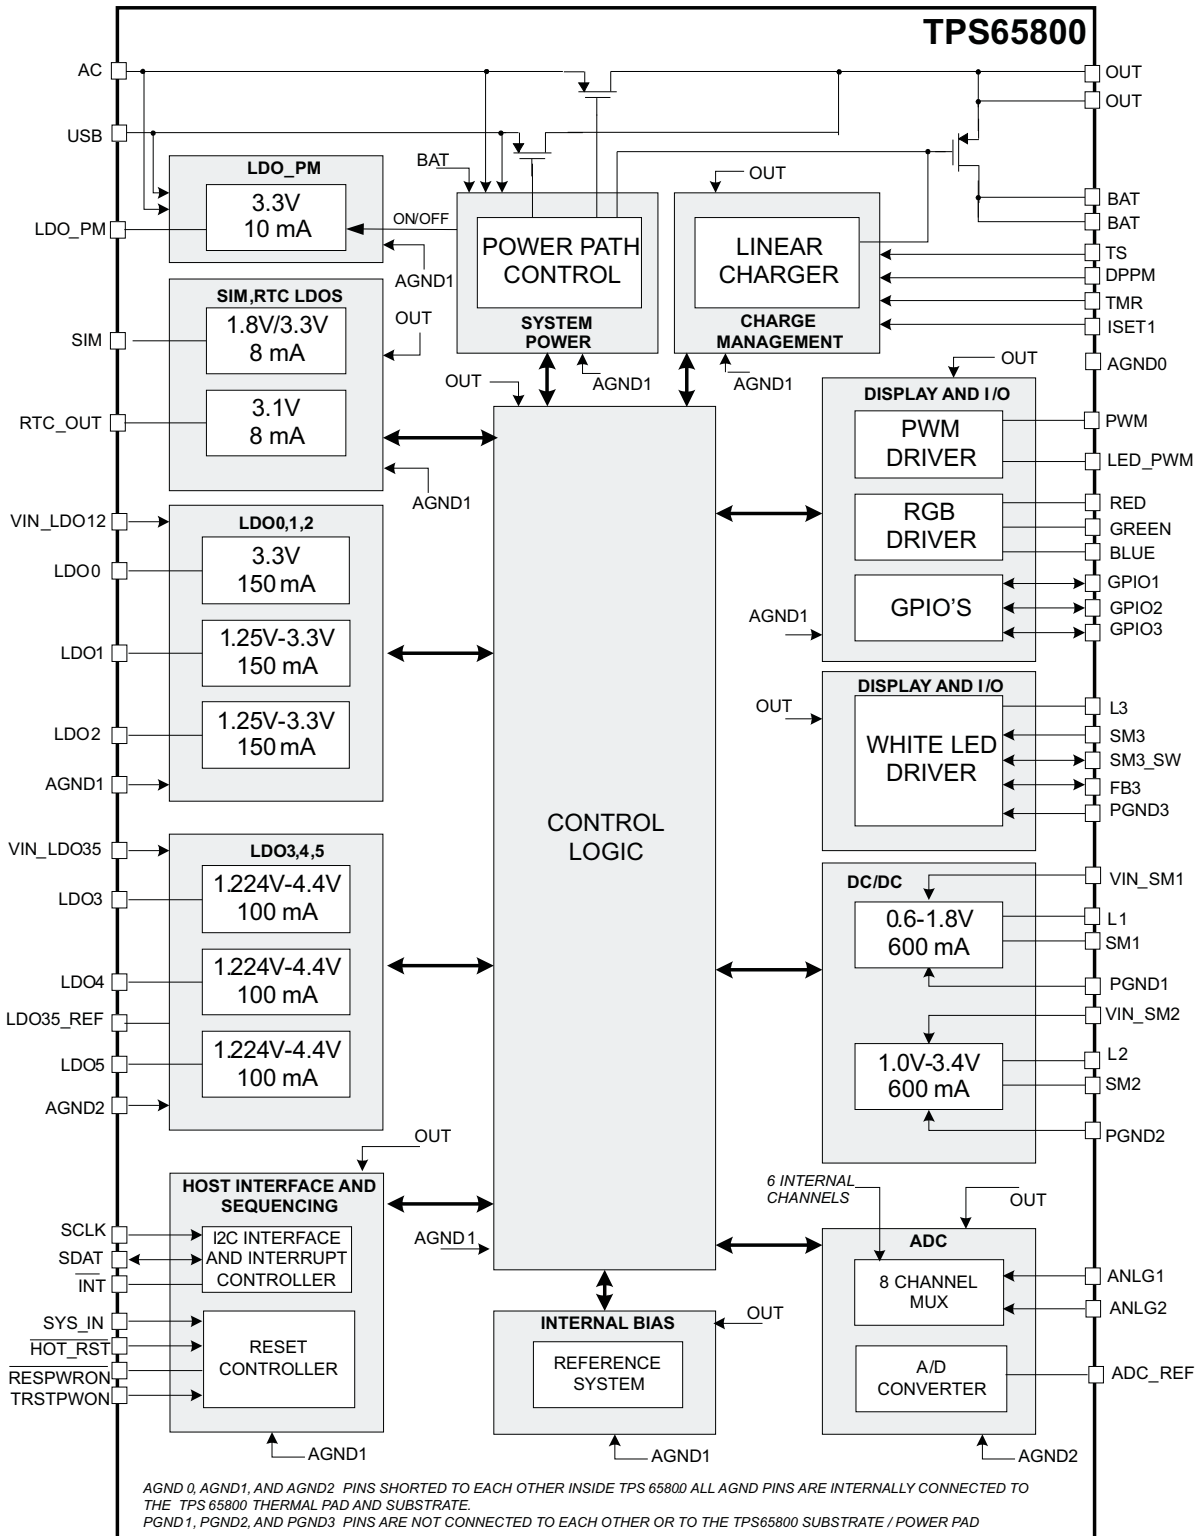 TPS65800
AC
OUT
OUT
USB
LDO_PM
BAT
OUT
3.3V
10 mA
ON/OFF
LDO_PM
AGND1
POWER PATH
CONTROL
SYSTEM
POWER
LINEAR
CHARGER
CHARGE
MANAGEMENT
BAT
BAT
TS
DPPM
TMR
ISET1
AGND0
SIM,RTC LDOS
OUT
1.8V/3.3V
8 mA
SIM
AGND1
AGND1
OUT
OUT
3.1V
8 mA
RTC_OUT
AGND1
DISPLAY AND I/O
PWM
DRIVER
PWM
LED_PWM
RGB
DRIVER
RED
GREEN
BLUE
GPIO'S
GPIO1
GPIO2
GPIO3
AGND1
VIN_LDO12
LDO0,1,2
3.3V
150 mA
LDO0
1.25V-3.3V
150 mA
LDO1
1.25V-3.3V
150 mA
LDO2
AGND1
DISPLAY AND I/O
OUT
WHITE LED
DRIVER
L3
SM3
SM3_SW
FB3
PGND3
CONTROL
LOGIC
VIN_LDO35
LDO3,4,5
1.224V-4.4V
100 mA
LDO3
1.224V-4.4V
100 mA
LDO4
LDO35_REF
1.224V-4.4V
100 mA
LDO5
AGND2
DC/DC
VIN_SM1
0.6-1.8V
600 mA
L1
SM1
PGND1
VIN_SM2
1.0V-3.4V
600 mA
L2
SM2
PGND2
OUT
HOST INTERFACE AND
SEQUENCING
SCLK
SDAT
INT
I2C INTERFACE
AND INTERRUPT
CONTROLLER
AGND1
SYS_IN
HOT_RST
RESPWRON
TRSTPWON
RESET
CONTROLLER
AGND1
INTERNAL BIAS
OUT
REFERENCE
SYSTEM
AGND1
6 INTERNAL
CHANNELS
OUT
ADC
8 CHANNEL
MUX
ANLG1
ANLG2
A/D
CONVERTER
ADC_REF
AGND2
AGND 0, AGND1, AND AGND2 PINS SHORTED TO EACH OTHER INSIDE TPS 65800 ALL AGND PINS ARE INTERNALLY CONNECTED TO
THE TPS 65800 THERMAL PAD AND SUBSTRATE.
PGND1, PGND2, AND PGND3 PINS ARE NOT CONNECTED TO EACH OTHER OR TO THE TPS65800 SUBSTRATE / POWER PAD